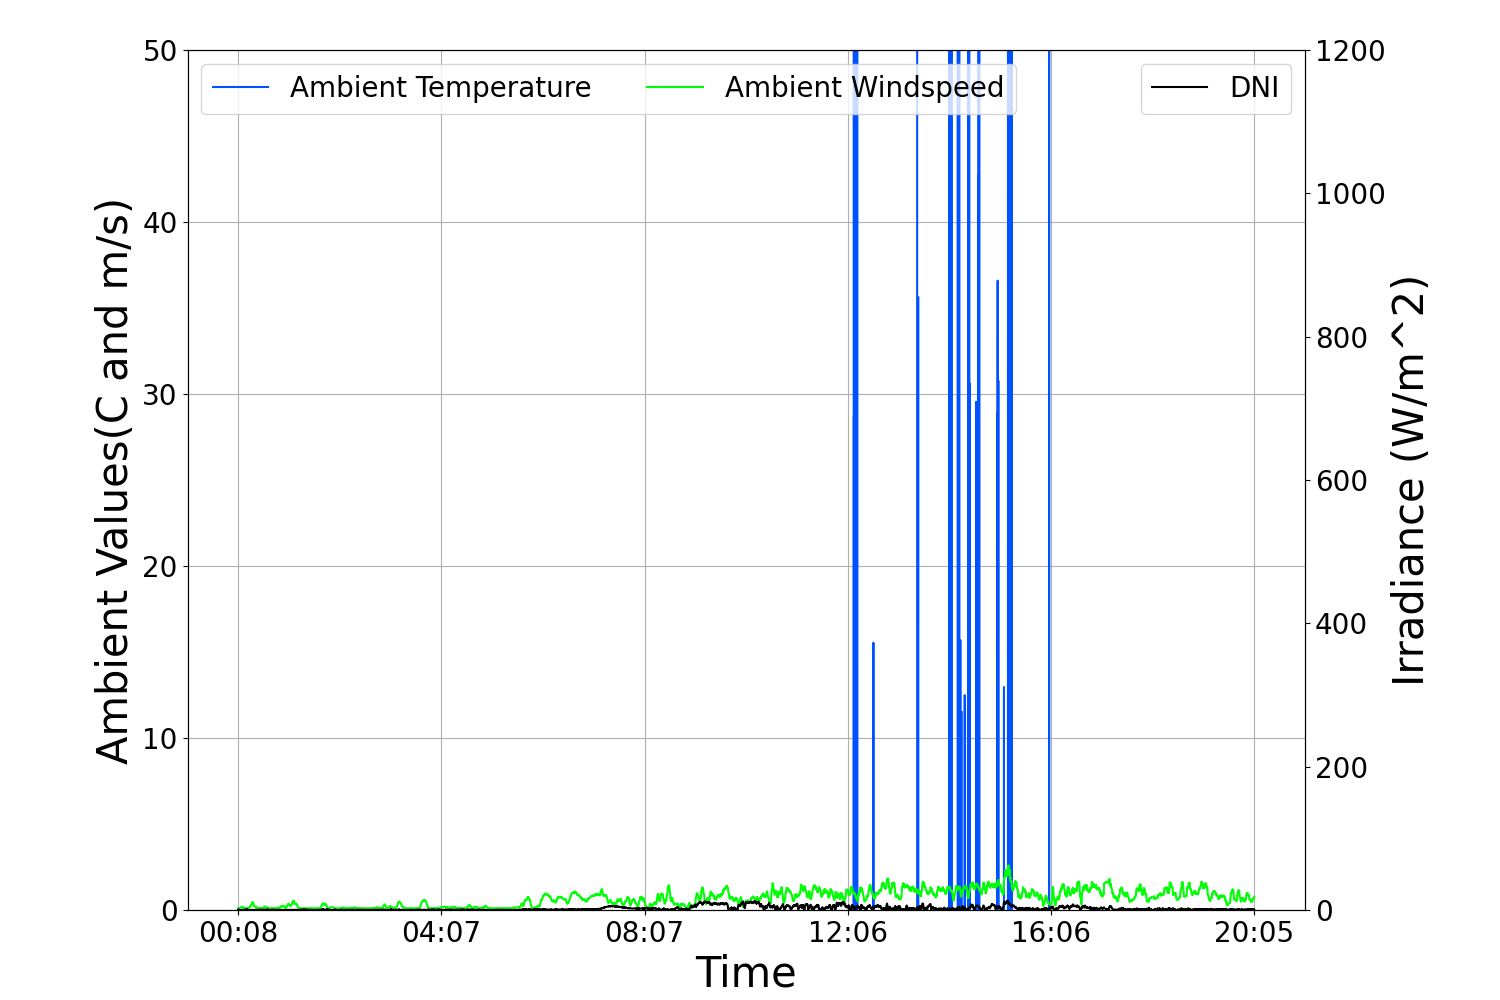 Ambient Temperature
Ambient Windspeed
DNI
Ambient Values(C and m/s)
50
40
30
20
10
0
1200
1000
800
600
400
200
0
Irradiance (W/m^2)
00:08 04:07 08:07 12:06 16:06 20:05
Time